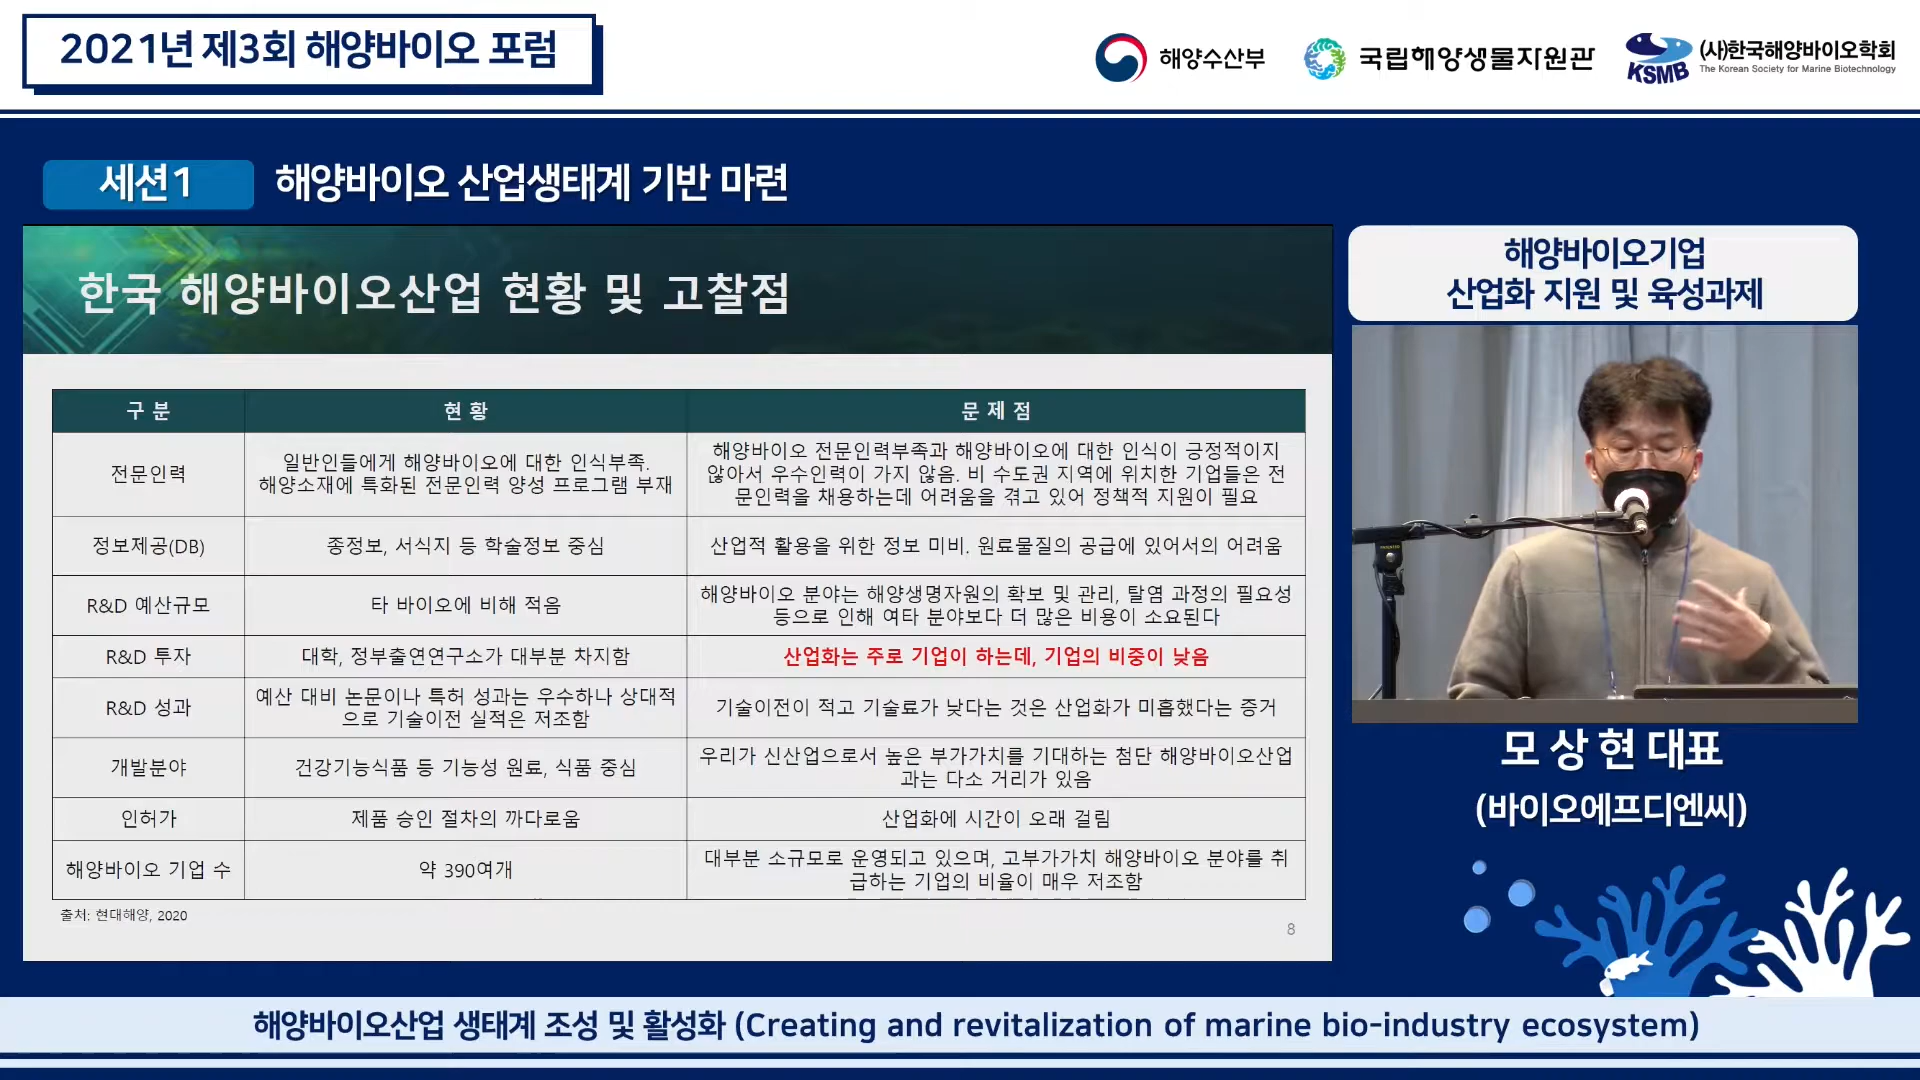 2021년 제3회 해양바이오 포럼
해양수산부
국립해양생물자원관
KSMB
(사)한국해양바이오학회
The Korean Society for Marine Biotechnology
세션1
해양바이오 산업생태계 기반 마련
한국 해양바이오산업 현황 및 고찰점
구 분
현 황
문 제 점
전문인력
일반인들에게 해양바이오에 대한 인식부족.
해양소재에 특화된 전문인력 양성 프로그램 부재
해양바이오 전문인력부족과 해양바이오에 대한 인식이 긍정적이지
않아서 우수인력이 가지 않음. 비 수도권 지역에 위치한 기업들은 전
문인력을 채용하는데 어려움을 겪고 있어 정책적 지원이 필요
정보제공(DB)
종정보, 서식지 등 학술정보 중심
산업적 활용을 위한 정보 미비. 원료물질의 공급에 있어서의 어려움
R&D 예산규모
타 바이오에 비해 적음
해양바이오 분야는 해양생명자원의 확보 및 관리, 탈염 과정의 필요성
등으로 인해 여타 분야보다 더 많은 비용이 소요된다
R&D 투자
대학, 정부출연연구소가 대부분 차지함
산업화는 주로 기업이 하는데, 기업의 비중이 낮음
R&D 성과
예산 대비 논문이나 특허 성과는 우수하나 상대적
으로 기술이전 실적은 저조함
기술이전이 적고 기술료가 낮다는 것은 산업화가 미흡했다는 증거
개발분야
건강기능식품 등 기능성 원료, 식품 중심
우리가 신산업으로서 높은 부가가치를 기대하는 첨단 해양바이오산업
과는 다소 거리가 있음
인허가
제품 승인 절차의 까다로움
산업화에 시간이 오래 걸림
해양바이오 기업 수
약 390여개
대부분 소규모로 운영되고 있으며, 고부가가치 해양바이오 분야를 취
급하는 기업의 비율이 매우 저조함
출처: 현대해양, 2020
8
해양바이오기업
산업화 지원 및 육성과제
모 상 현 대표
(바이오에프디엔씨)
해양바이오산업 생태계 조성 및 활성화 (Creating and revitalization of marine bio-industry ecosystem)